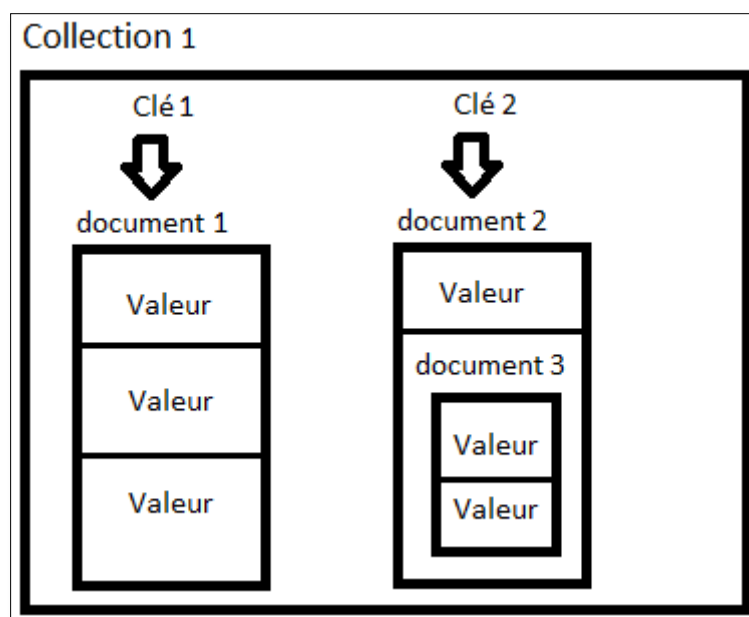 Collection 1
Clé 1
Clé 2
document 1
document 2
Valeur
Valeur
Valeur
Valeur
document 3
Valeur
Valeur